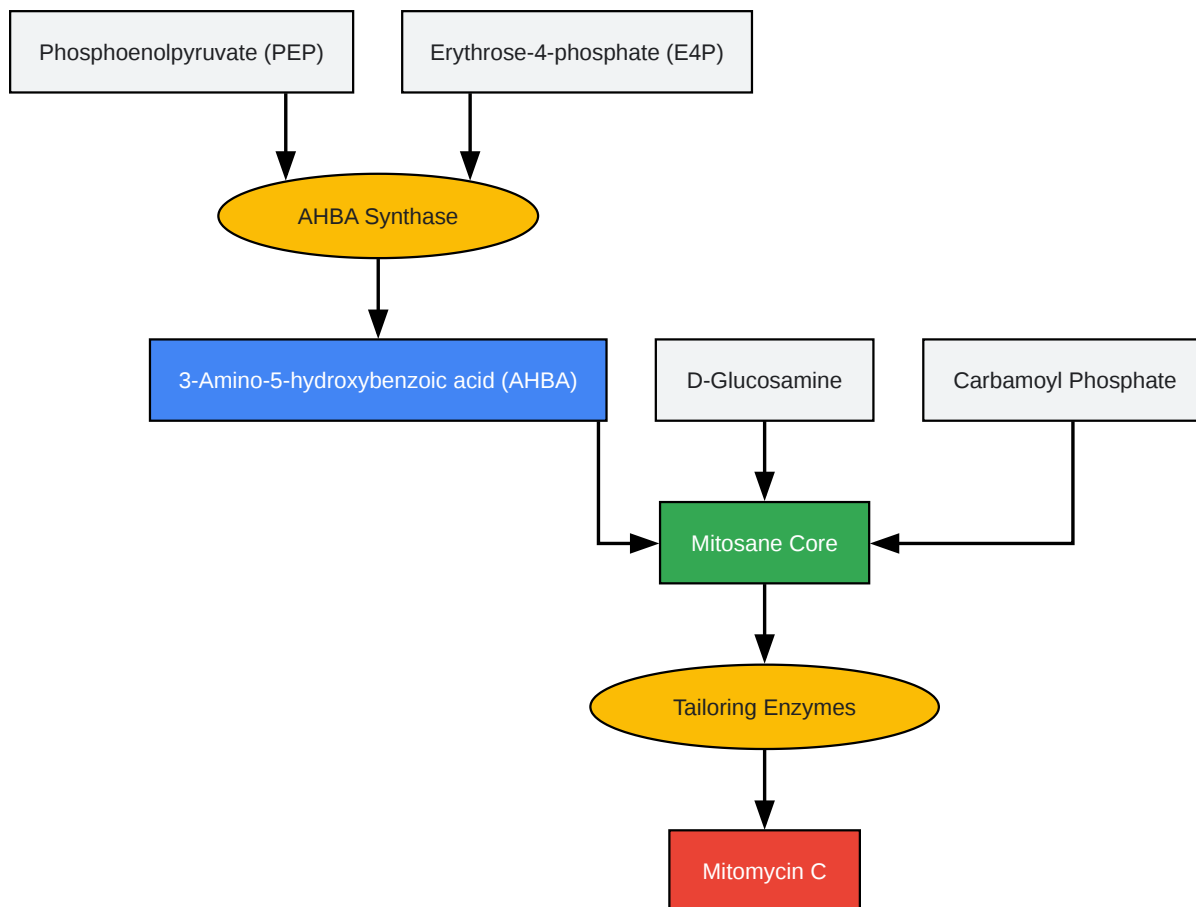 Phosphoenolpyruvate (PEP)
Erythrose-4-phosphate (E4P)
AHBA Synthase
3-Amino-5-hydroxybenzoic acid (AHBA)
D-Glucosamine
Carbamoyl Phosphate
Mitosane Core
Tailoring Enzymes
Mitomycin C